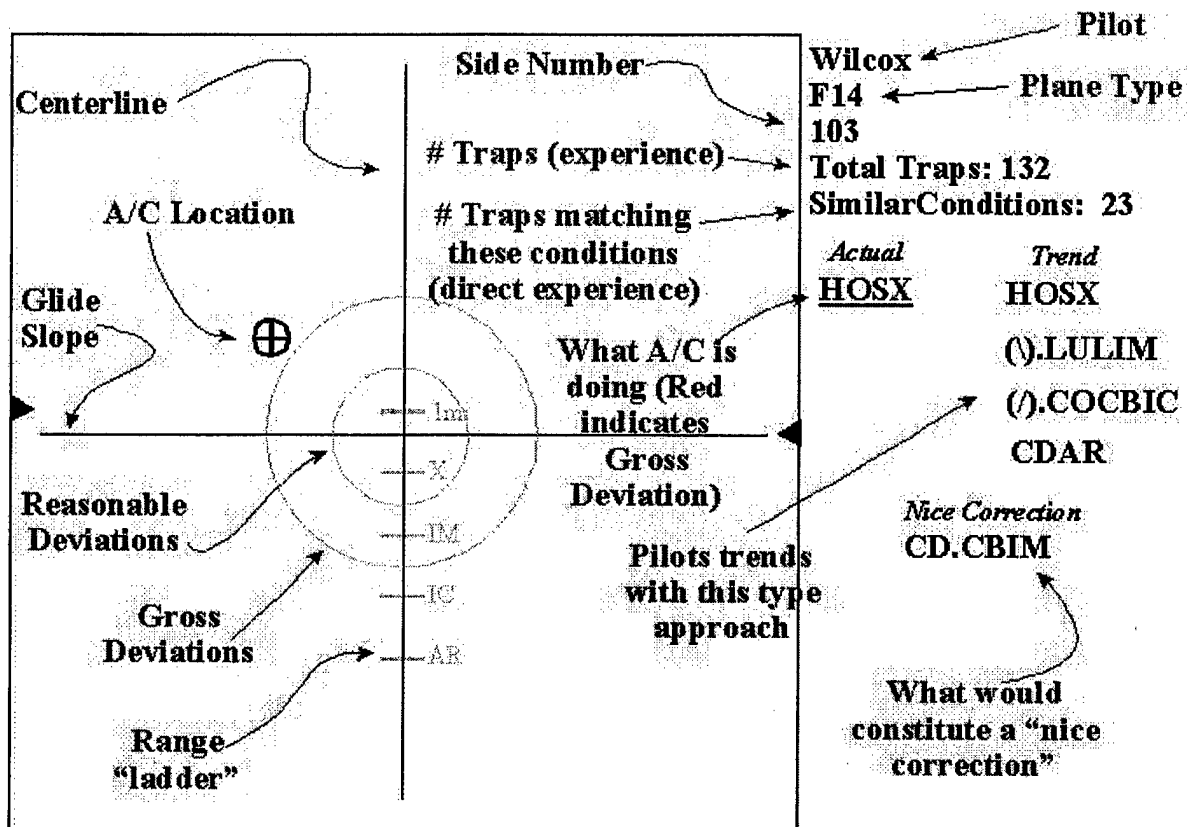 Pilot
Wilcox
Plane Type
F14
103
Side Number
Centerline
# Traps (experience)
Total Traps: 132
SimilarConditions: 23
A/C Location
# Traps matching
these conditions
(direct experience)
Actual
Trend
HOSX
HOSX
Glide
Slope
What A/C is
doing (Red
indicates
Gross
Deviation)
(\).LULIM
(/).COCBIC
CDAR
1m
X
IM
IC
AR
Reasonable
Deviations
Nice Correction
CD.CBIM
Pilots trends
with this type
approach
Gross
Deviations
What would
constitute a “nice
correction”
Range
“ladder”